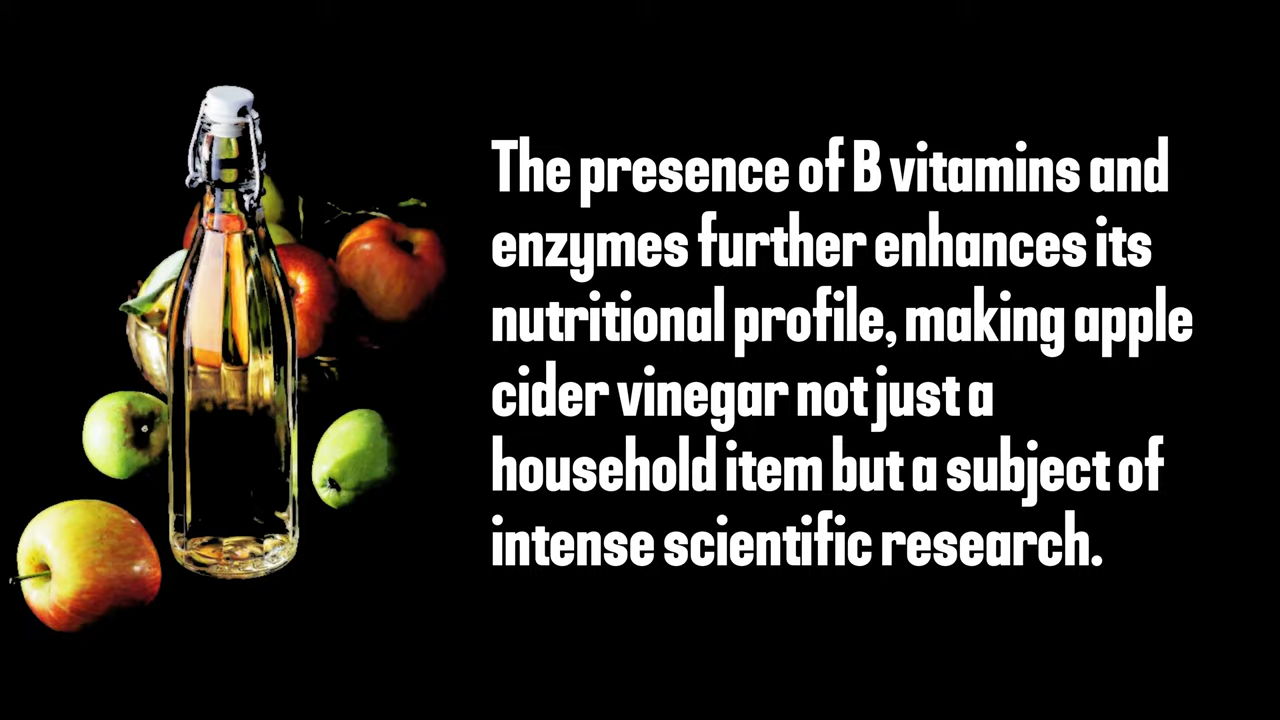 The presence of B vitamins and
enzymes further enhances its
nutritional profile, making apple
cider vinegar not just a
household item but a subject of
intense scientific research.